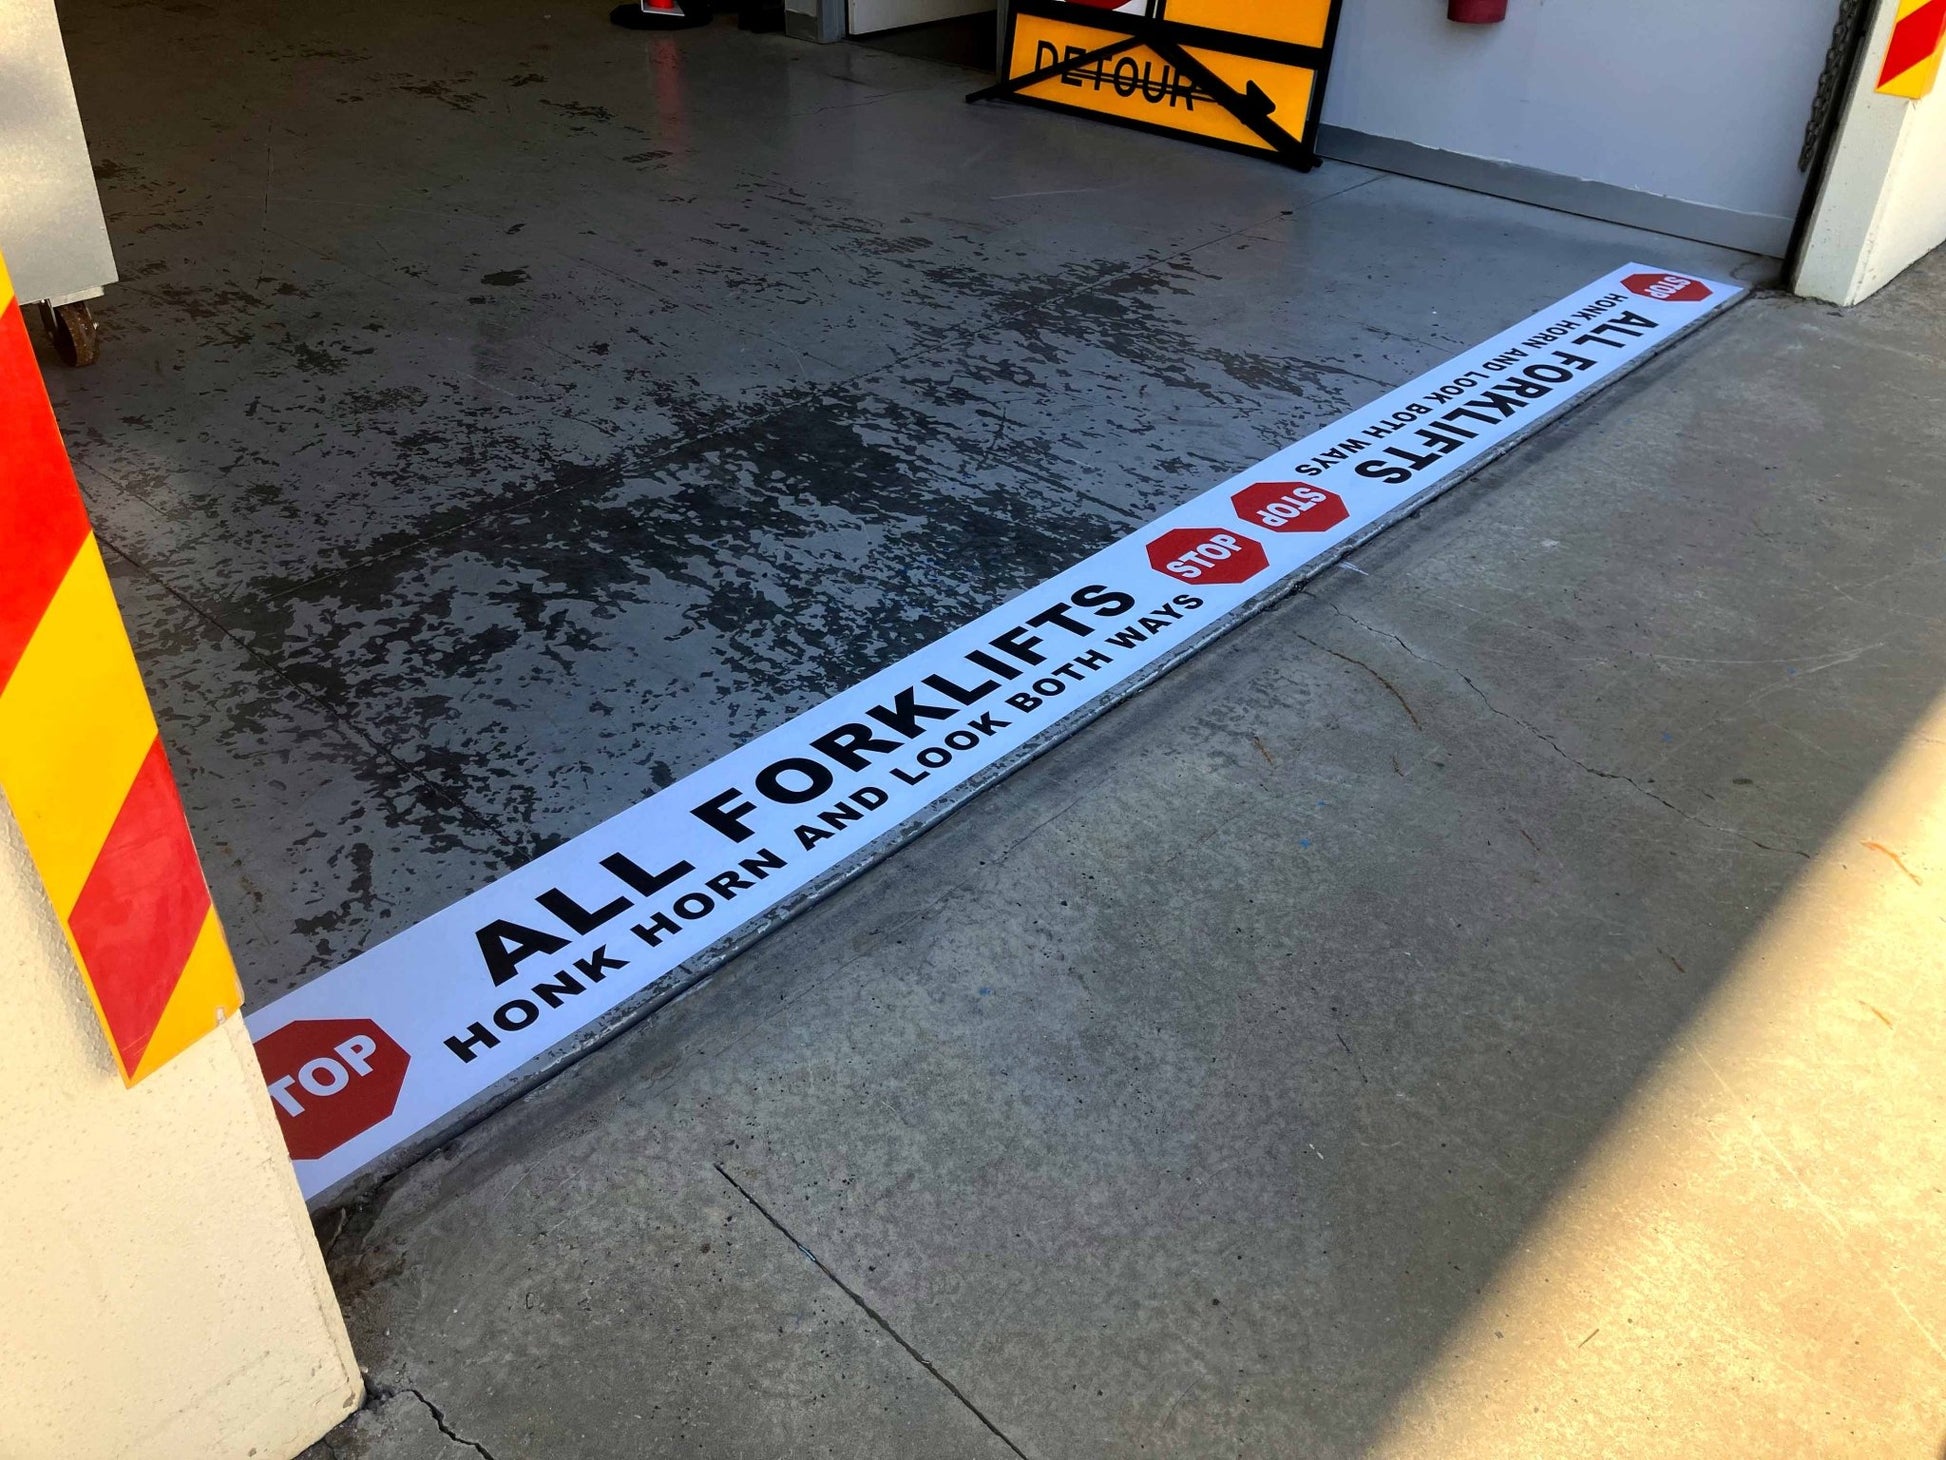 DETOUR
STOP
ALL FORKLIFTS
HONK HORN AND LOOK BOTH WAYS
STOP
STOP
ALL FORKLIFTS
HONK HORN AND LOOK BOTH WAYS
TOP